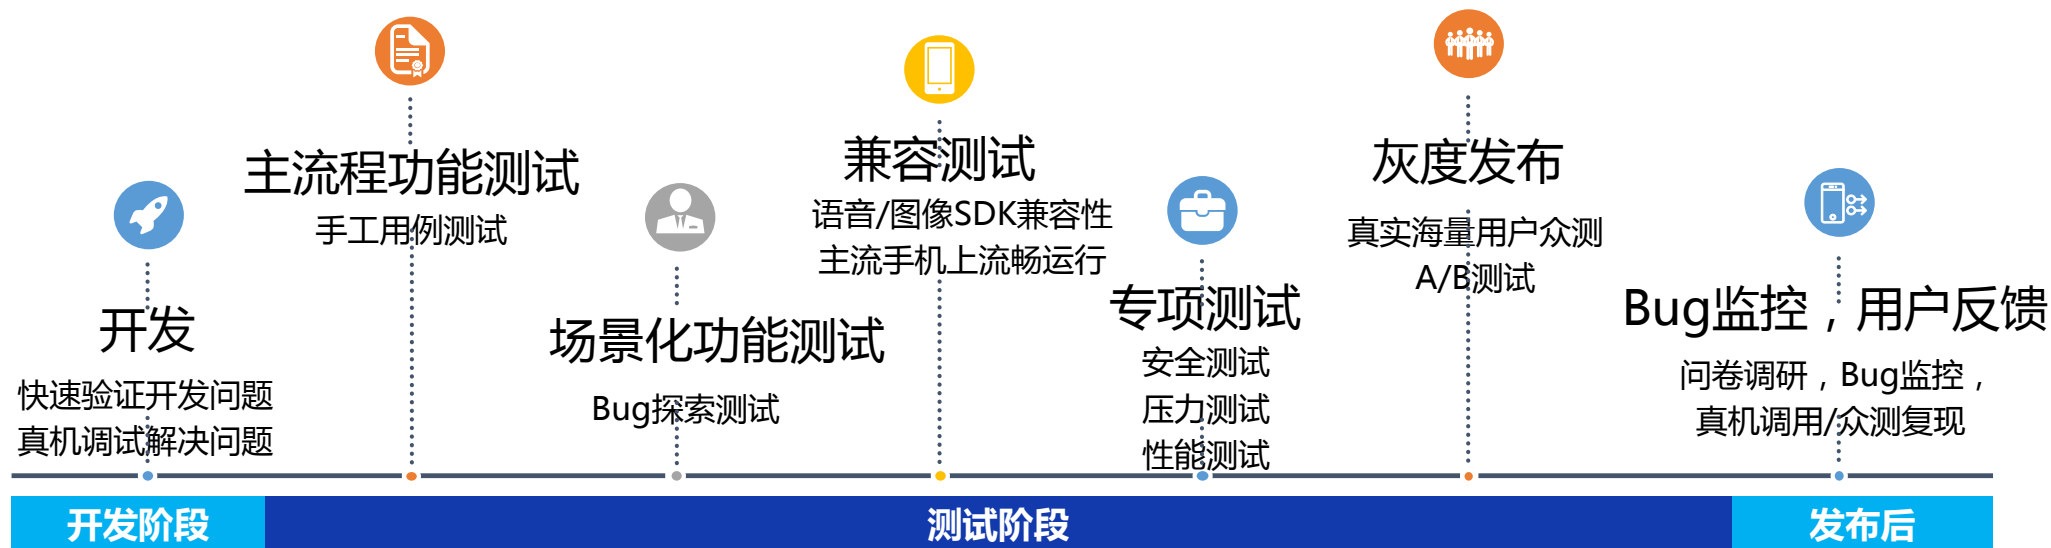 开发
快速验证开发问题
真机调试解决问题
主流程功能测试
手工用例测试
场景化功能测试
Bug探索测试
兼容测试
语音/图像SDK兼容性
主流手机上流畅运行
专项测试
安全测试
压力测试
性能测试
灰度发布
真实海量用户众测
A/B测试
Bug监控，用户反馈
问卷调研，Bug监控，
真机调用/众测复现
开发阶段
测试阶段
发布后